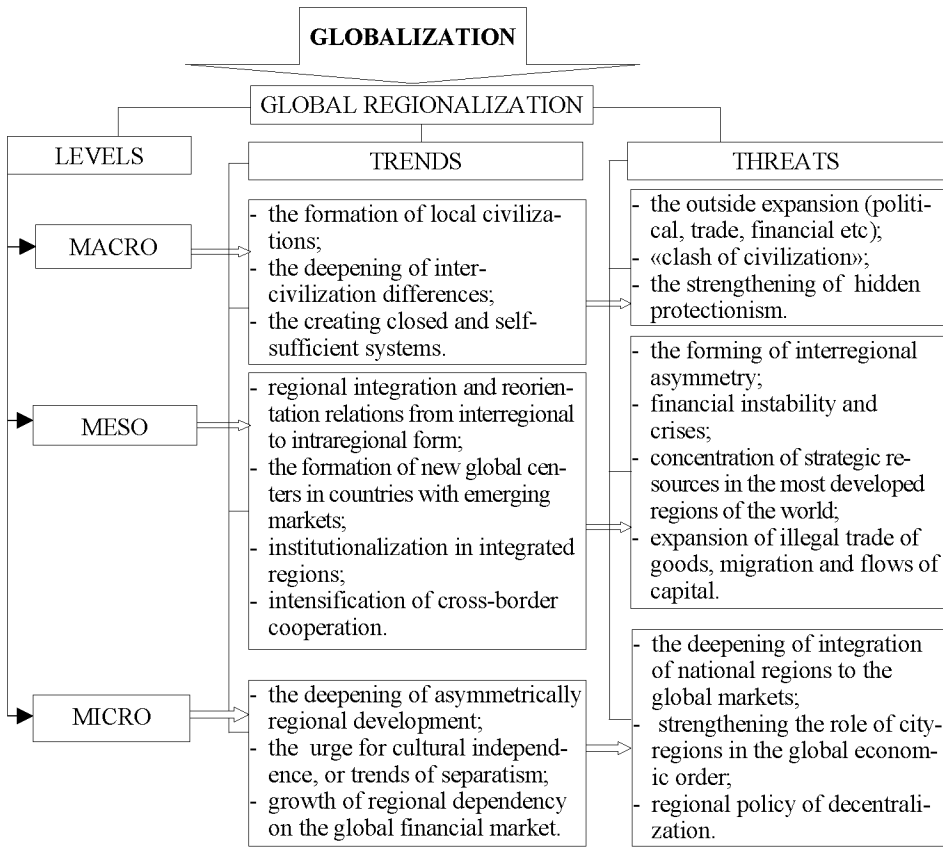 GLOBALIZATION
GLOBAL REGIONALIZATION
LEVELS
TRENDS
THREATS
MACRO
- the formation of local civiliza-
tions;
- the deepening of inter-
civilization differences;
- the creating closed and self-
sufficient systems.
- the outside expansion (politi-
cal, trade, financial etc);
- «clash of civilization»;
- the strengthening of hidden
protectionism.
MESO
- regional integration and reorien-
tation relations from interregional
to intraregional form;
- the formation of new global cen-
ters in countries with emerging
markets;
- institutionalization in integrated
regions;
- intensification of cross-border
cooperation.
- the forming of interregional
asymmetry;
- financial instability and
crises;
- concentration of strategic re-
sources in the most developed
regions of the world;
- expansion of illegal trade of
goods, migration and flows of
capital.
MICRO
- the deepening of asymmetrically
regional development;
- the urge for cultural independ-
ence, or trends of separatism;
- growth of regional dependency
on the global financial market.
- the deepening of integration
of national regions to the
global markets;
- strengthening the role of city-
regions in the global econom-
ic order;
- regional policy of decentrali-
zation.